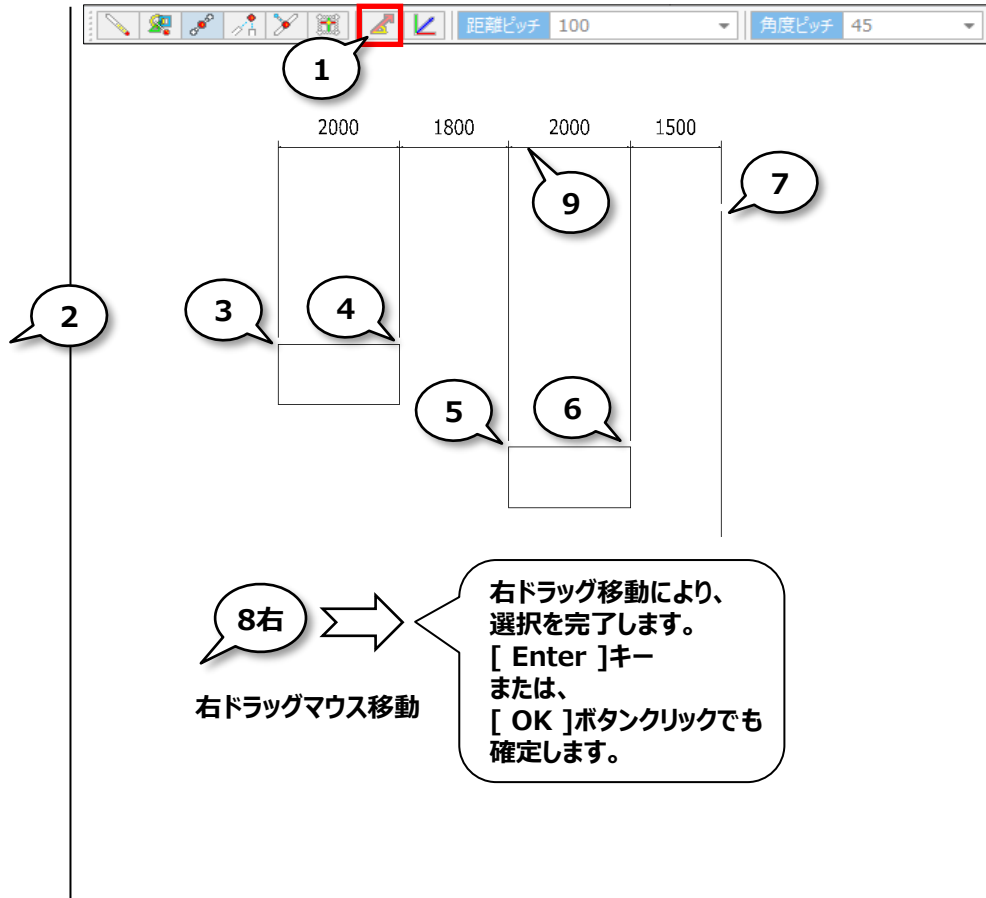 距離ピッチ 100 角度ピッチ 45
1
2000 1800 2000 1500
7
9
2
3
4
5
6
8右
右ドラッグマウス移動
右ドラッグ移動により、
選択を完了します。
[ Enter ]キー
または、
[ OK ]ボタンクリックでも
確定します。